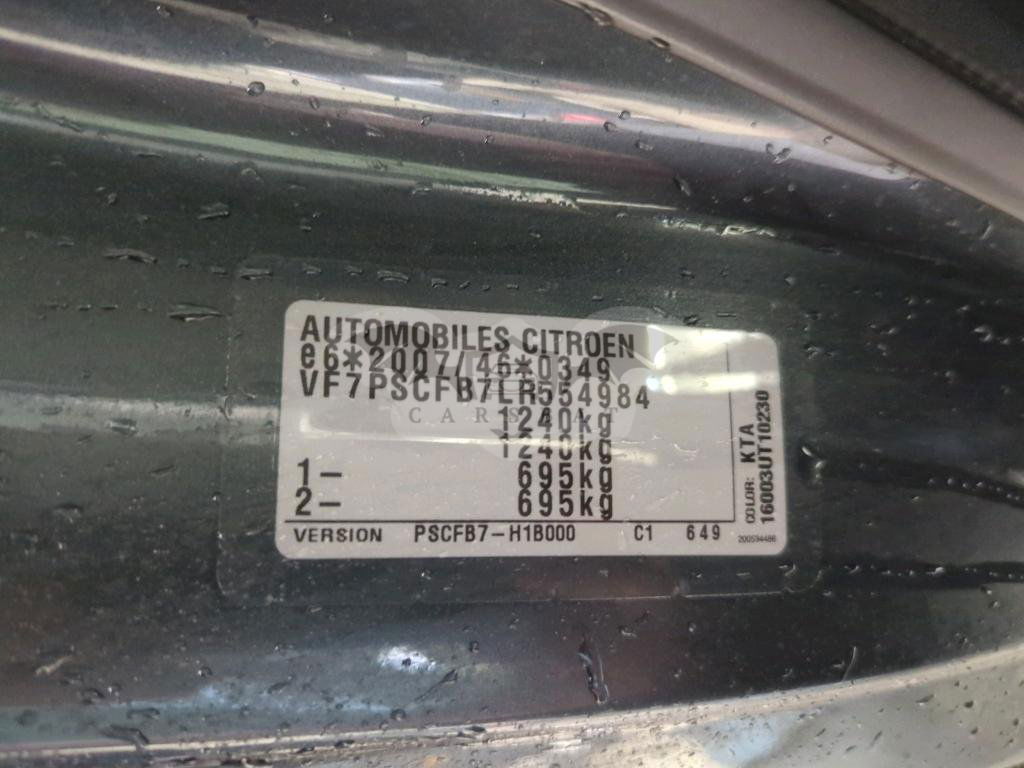 AUTOMOBILES CITROEN
e6*2007/46*0349
VF7PSCFB7LR554984
1240kg
1240kg
1- 695kg
2- 695kg
VERSION PSCFB7-H1B000 C1 649
COLOR: KTA
16003UT10230
200594486